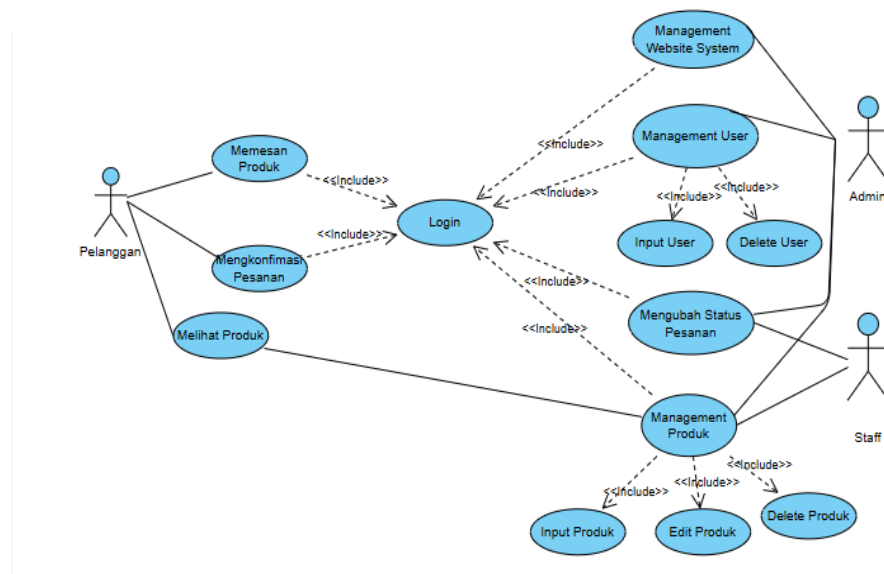 Management
Website System
<<Include>>
Management User
Admin
Memesan
Produk
<<Include>>
<<Include>>
<<Include>>
<<Include>>
Login
Input User
Delete User
Pelanggan
<<Include>>
Mengkonfimasi
Pesanan
<<Include>>
Mengubah Status
Pesanan
Melihat Produk
<<Include>>
Management
Produk
Staff
<<Include>>
<<Include>>
<<Include>>
Input Produk
Edit Produk
Delete Produk